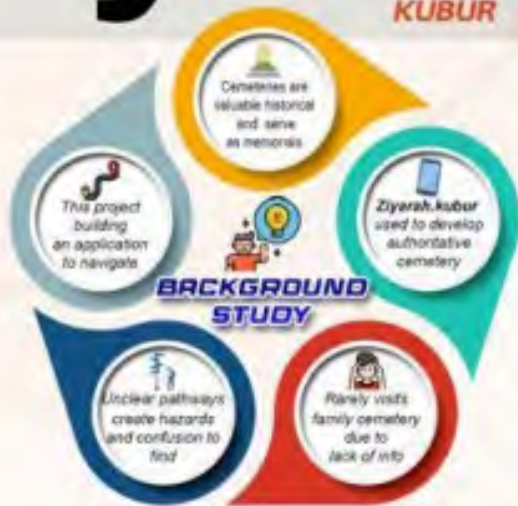 KUBUR
Cemeteries are
valuable historical
and serve
as memorials
Ziyarah.kubur
used to develop
authoritative
cemetery
Rarely visits
family cemetery
due to
lack of info
Unclear pathways
create hazards
and confusion to
find
This project
building
an application
to navigate
BACKGROUND
STUDY